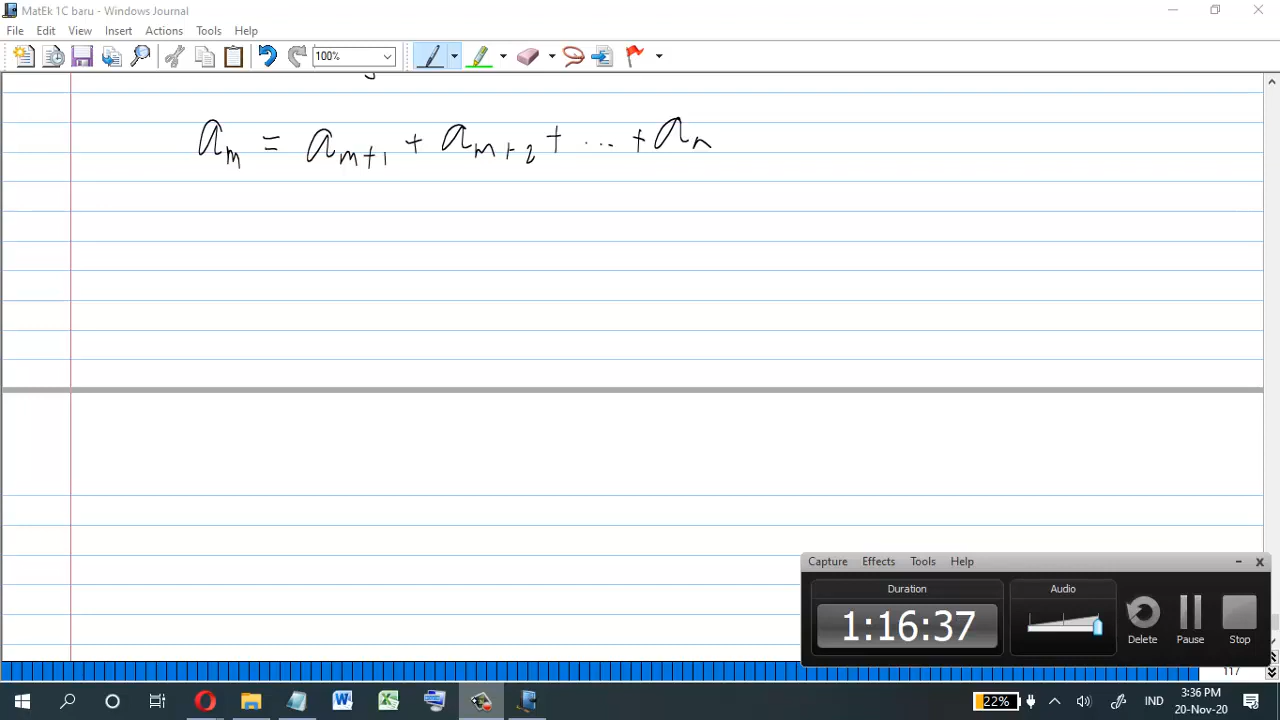 MatEk 1C baru - Windows Journal
File Edit View Insert Actions Tools Help
100%
a_m = a_{m+1} + a_{m+2} + ... + a_n
Capture Effects Tools Help
Duration Audio
1:16:37
Delete Pause Stop
22% IND 3:36 PM
20-Nov-20